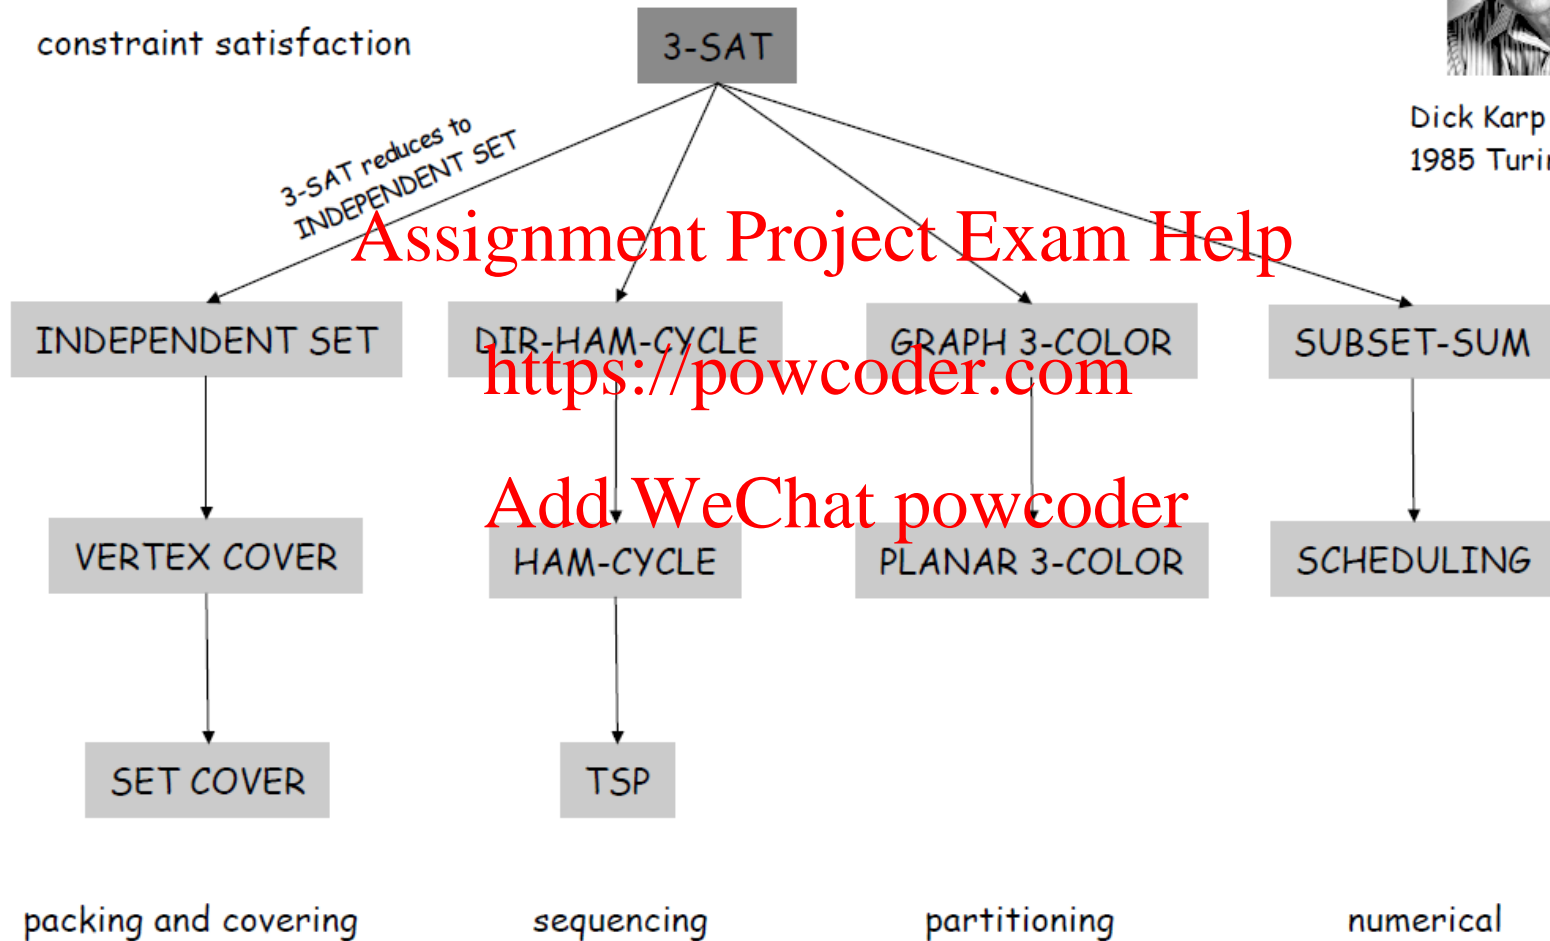 constraint satisfaction
3-SAT
Dick Karp
1985 Turin
3-SAT reduces to
INDEPENDENT SET
Assignment Project Exam Help
INDEPENDENT SET
DIR-HAM-CYCLE
GRAPH 3-COLOR
SUBSET-SUM
https://powcoder.com
Add WeChat powcoder
VERTEX COVER
HAM-CYCLE
PLANAR 3-COLOR
SCHEDULING
SET COVER
TSP
packing and covering
sequencing
partitioning
numerical